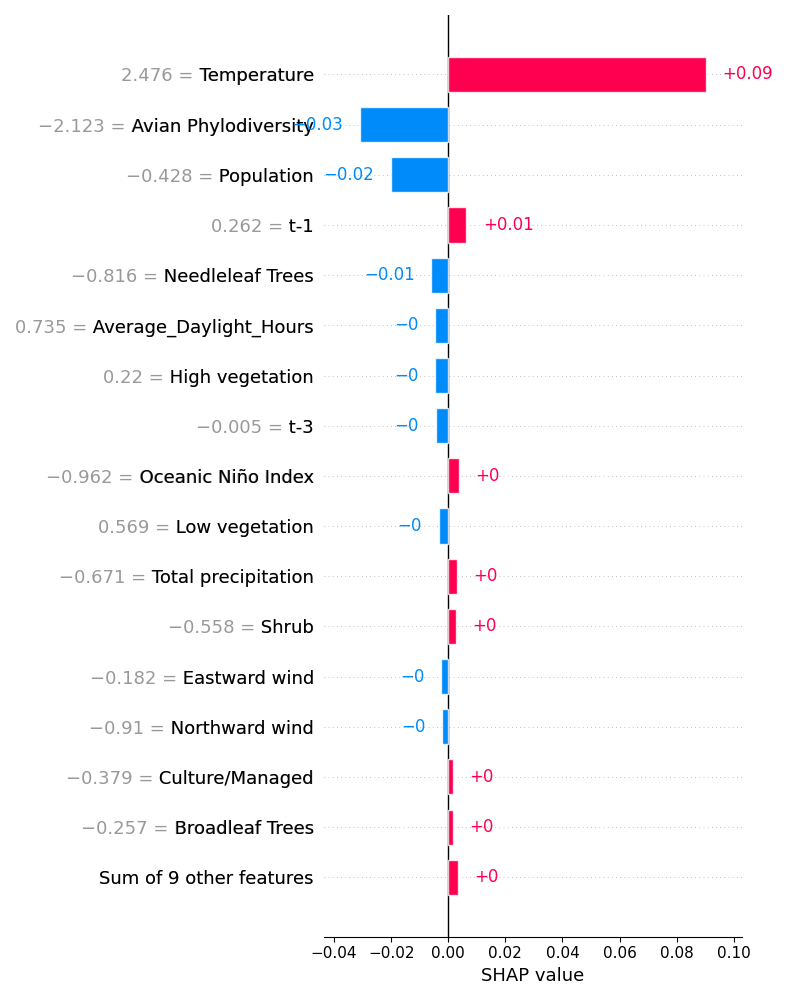 2.476 = Temperature +0.09
−2.123 = Avian Phylodiversity −0.03
−0.428 = Population −0.02
0.262 = t-1 +0.01
−0.816 = Needleleaf Trees −0.01
0.735 = Average_Daylight_Hours −0
0.22 = High vegetation −0
−0.005 = t-3 −0
−0.962 = Oceanic Niño Index +0
0.569 = Low vegetation −0
−0.671 = Total precipitation +0
−0.558 = Shrub +0
−0.182 = Eastward wind −0
−0.91 = Northward wind −0
−0.379 = Culture/Managed +0
−0.257 = Broadleaf Trees +0
Sum of 9 other features +0
−0.04 −0.02 0.00 0.02 0.04 0.06 0.08 0.10
SHAP value